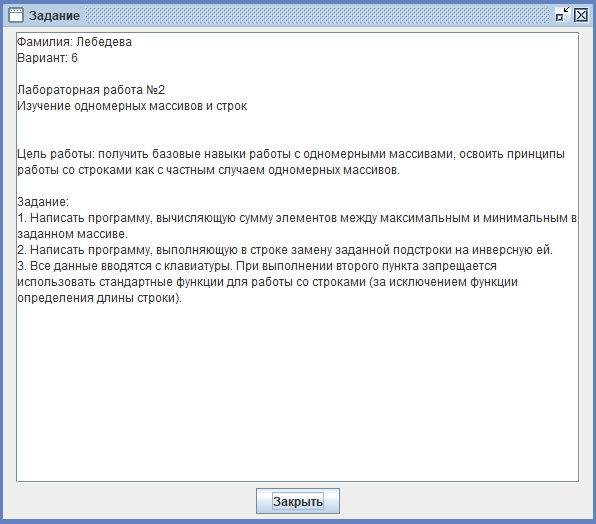 Задание
Фамилия: Лебедева
Вариант: 6
Лабораторная работа №2
Изучение одномерных массивов и строк
Цель работы: получить базовые навыки работы с одномерными массивами, освоить принципы
работы со строками как с частным случаем одномерных массивов.
Задание:
1. Написать программу, вычисляющую сумму элементов между максимальным и минимальным в
заданном массиве.
2. Написать программу, выполняющую в строке замену заданной подстроки на инверсную ей.
3. Все данные вводятся с клавиатуры. При выполнении второго пункта запрещается
использовать стандартные функции для работы со строками (за исключением функции
определения длины строки).
Закрыть